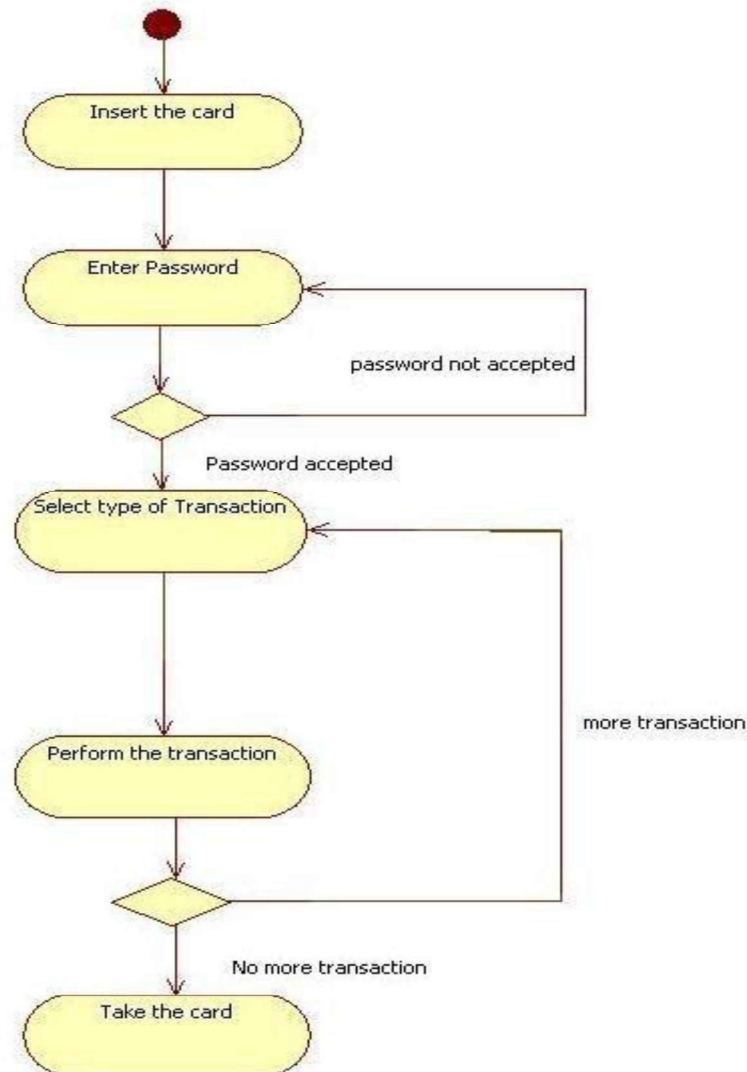 Insert the card
Enter Password
password not accepted
Password accepted
Select type of Transaction
more transaction
Perform the transaction
No more transaction
Take the card